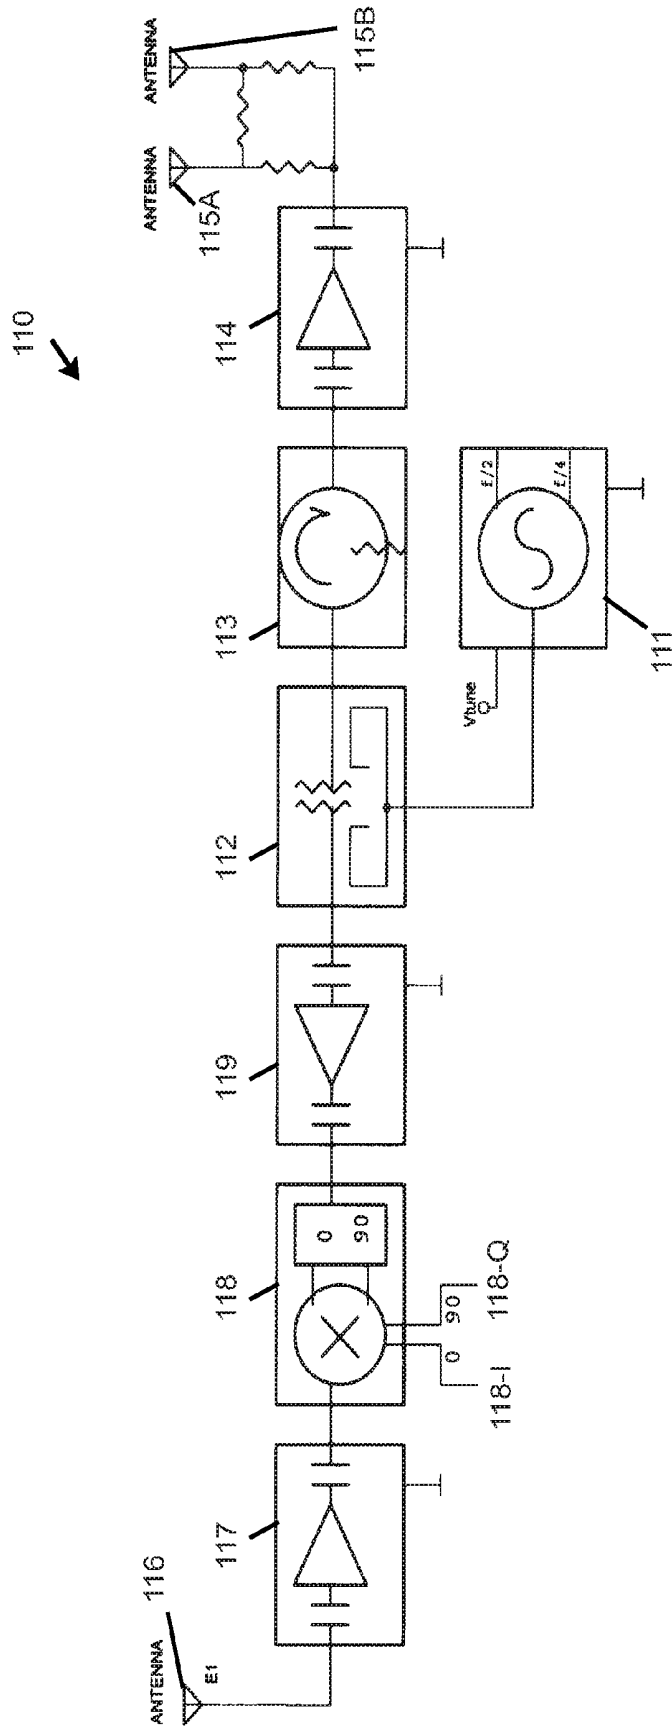 110
ANTENNA
116
E1
117
118
0
90
0
90
118-I
118-Q
119
112
113
114
Vtune
f/2
f/4
111
ANTENNA
115A
ANTENNA
115B